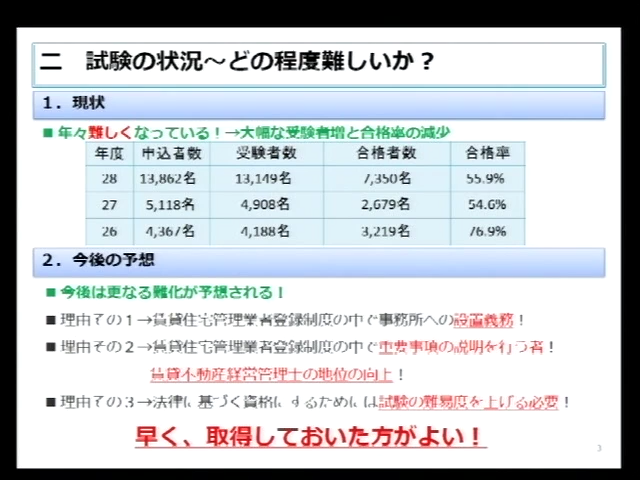 二　試験の状況～どの程度難しいか？
１．現状
■ 年々難しくなっている！→大幅な受験者増と合格率の減少
年度 申込者数 受験者数 合格者数 合格率
28 13,862名 13,149名 7,350名 55.9%
27 5,118名 4,908名 2,679名 54.6%
26 4,367名 4,188名 3,219名 76.9%
２．今後の予想
■ 今後は更なる難化が予想される！
■ 理由その１→賃貸住宅管理業者登録制度の中で事務所への設置義務！
■ 理由その２→賃貸住宅管理業者登録制度の中で重要事項の説明を行う者！
賃貸不動産経営管理士の地位の向上！
■ 理由その３→法律に基づく資格にするためには試験の難易度を上げる必要！
早く、取得しておいた方がよい！
3